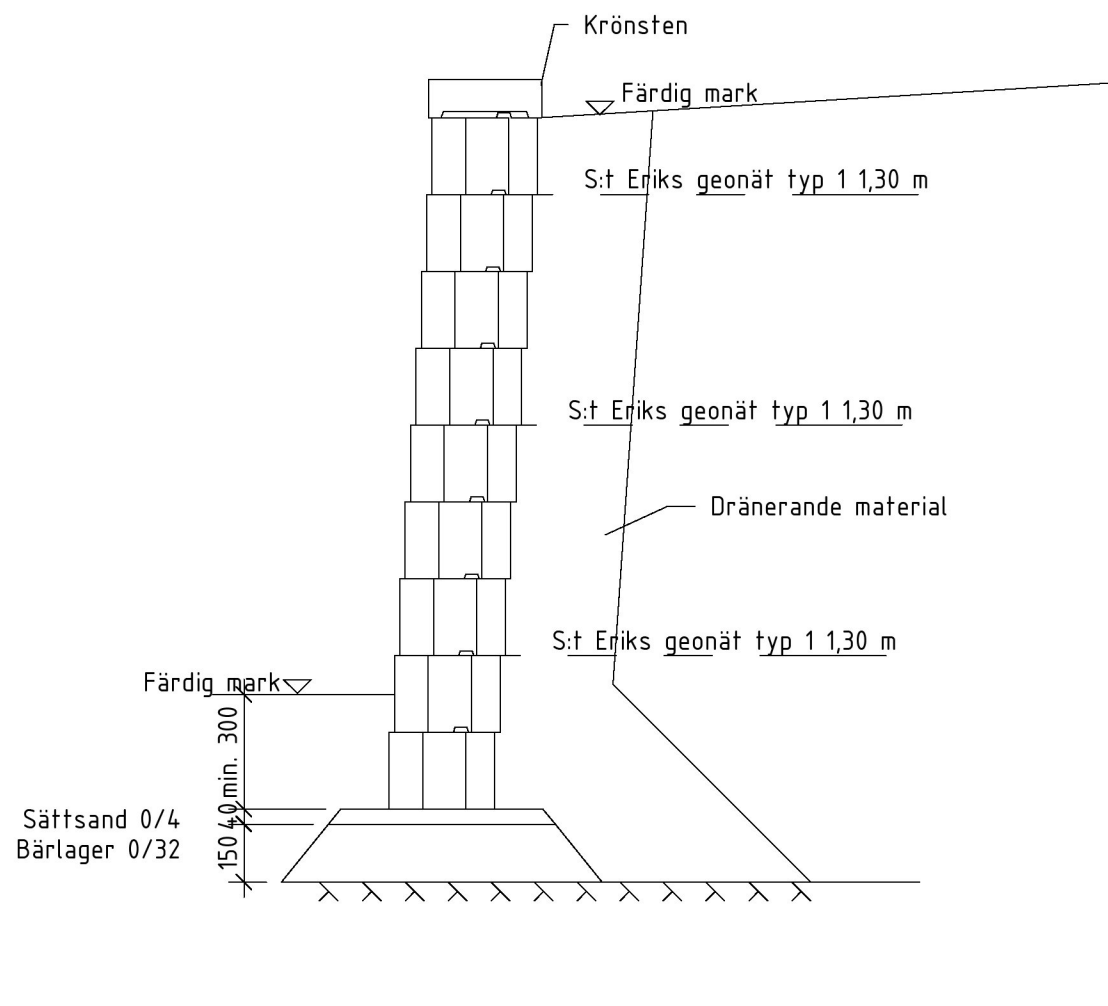 Krönsten
Färdig mark
S:t Eriks geonät typ 1 1,30 m
S:t Eriks geonät typ 1 1,30 m
Dränerande material
S:t Eriks geonät typ 1 1,30 m
Färdig mark
min. 300
40
150
Sättsand 0/4
Bärlager 0/32